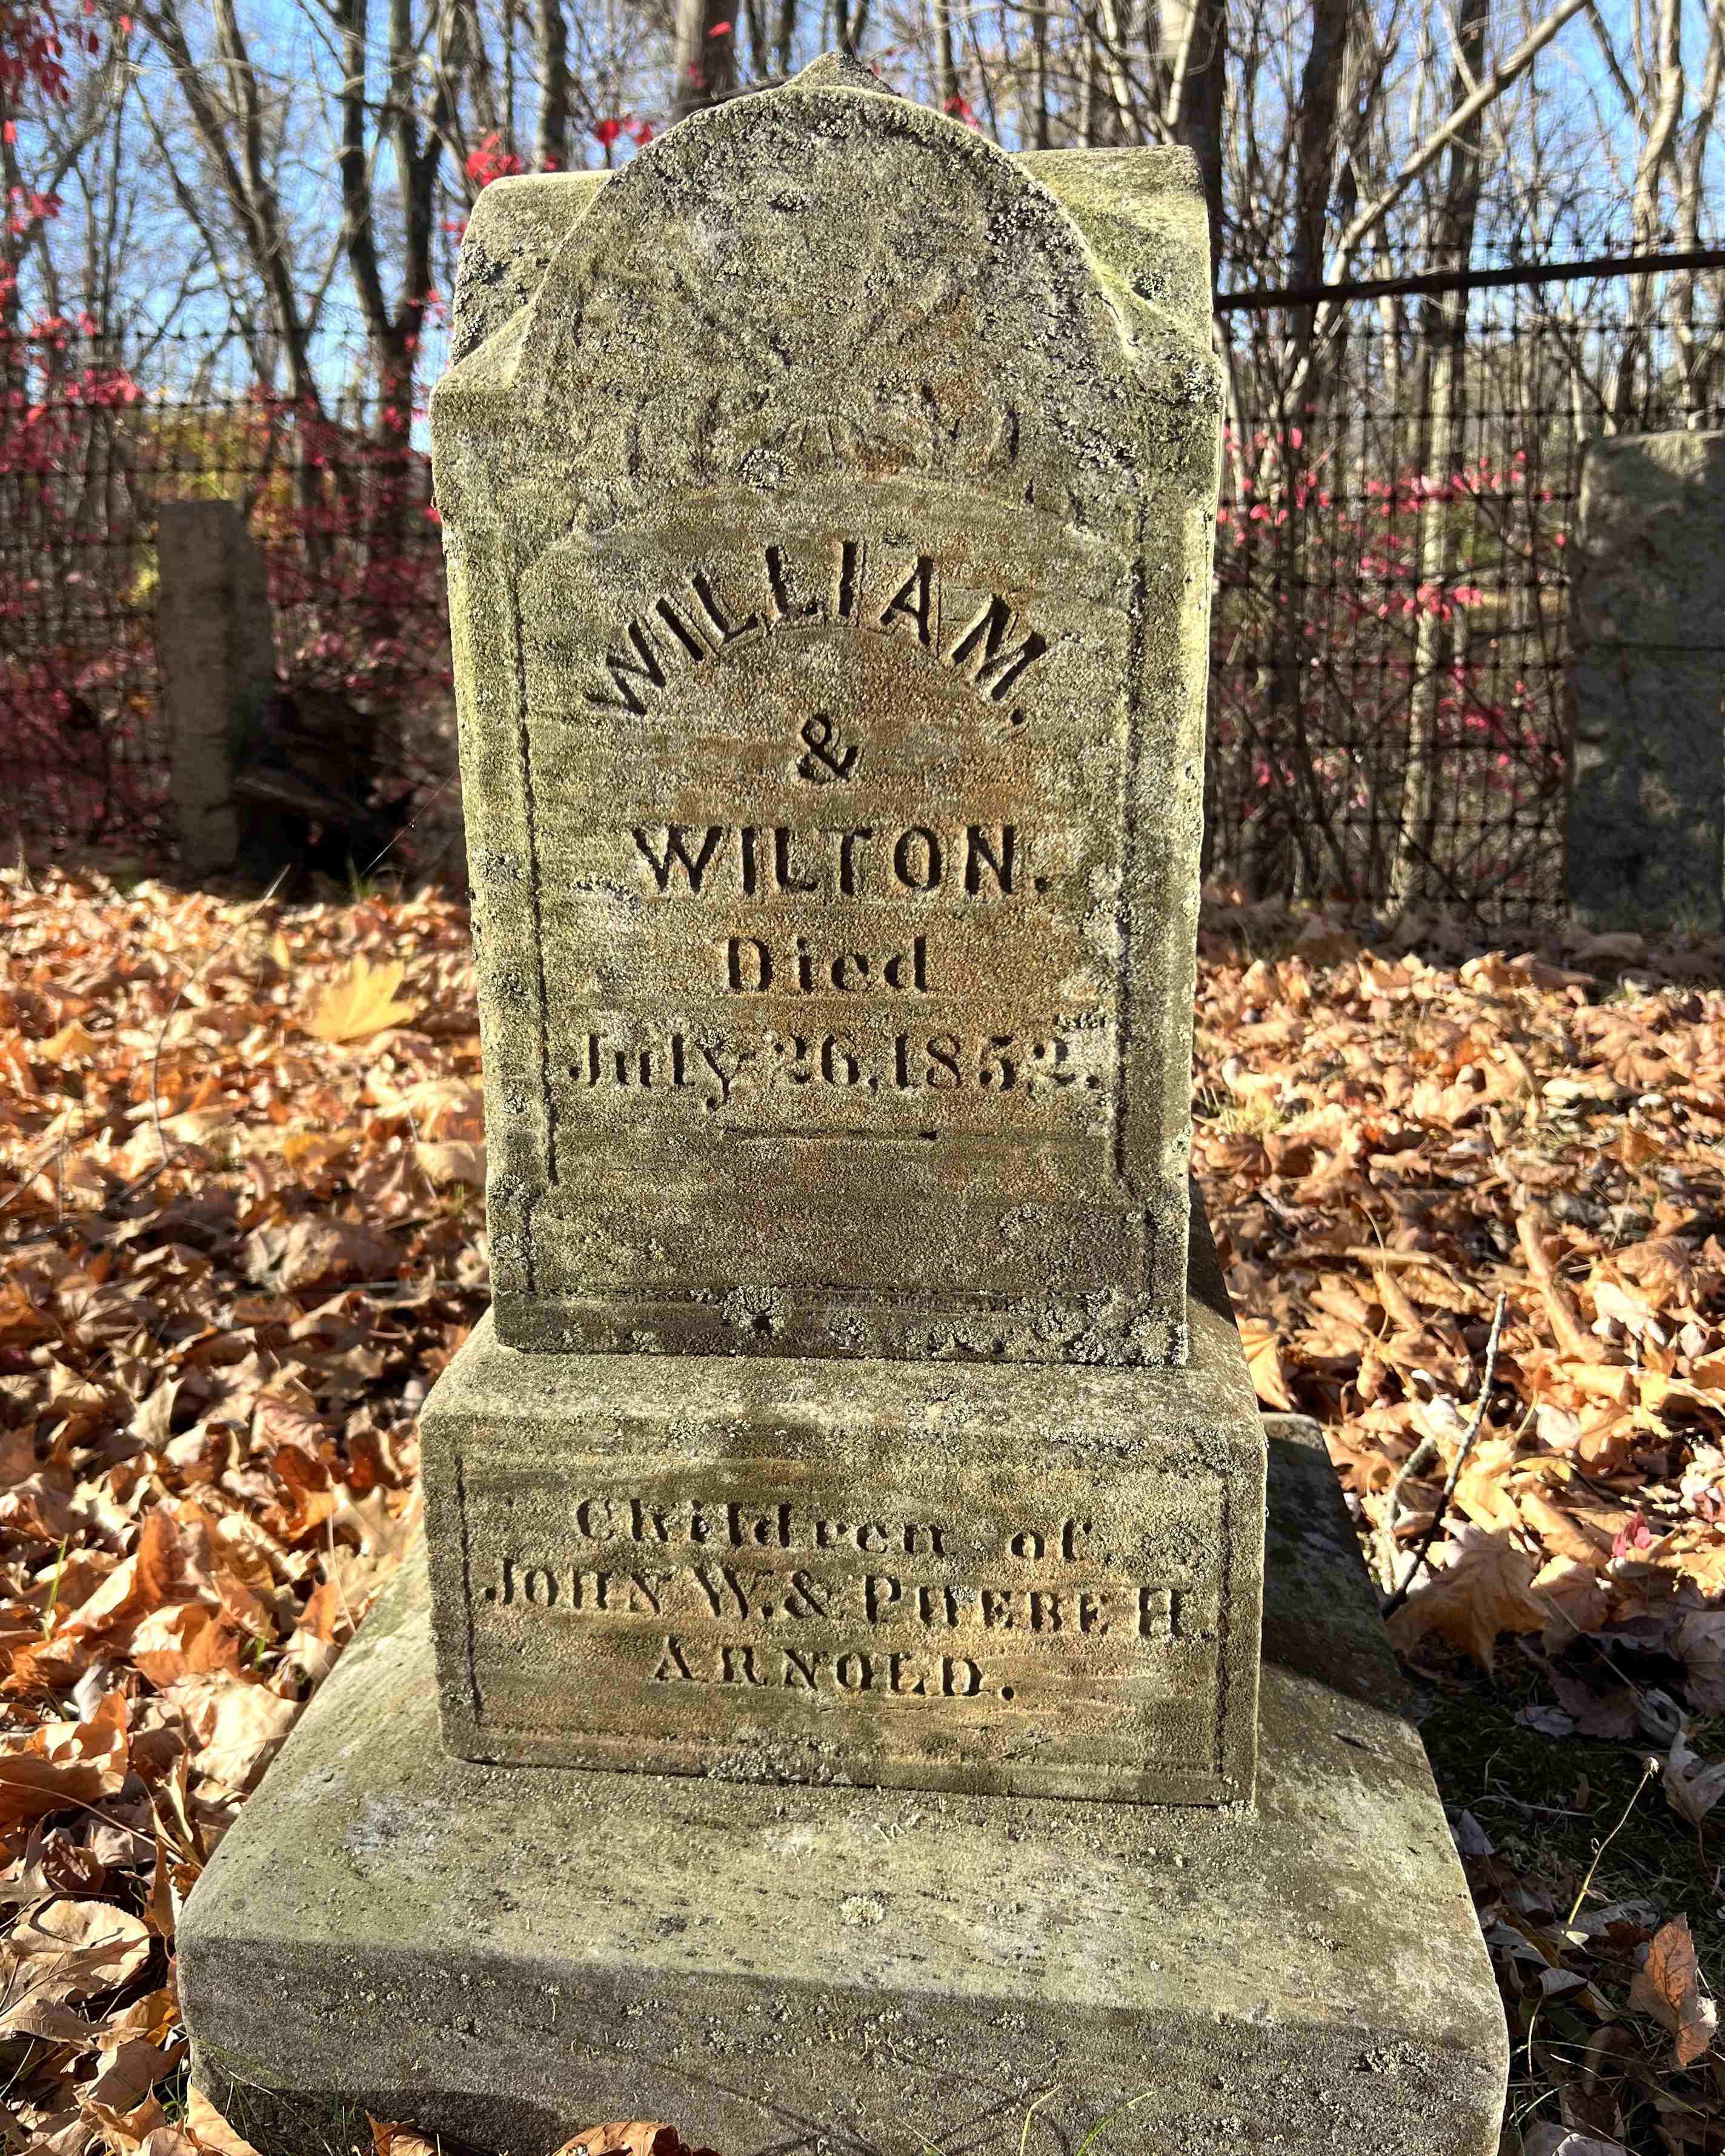 WILLIAM.
&
WILTON.
Died
July 26, 1852.
Children of
JOHN W. & PHEBE H.
ARNOLD.